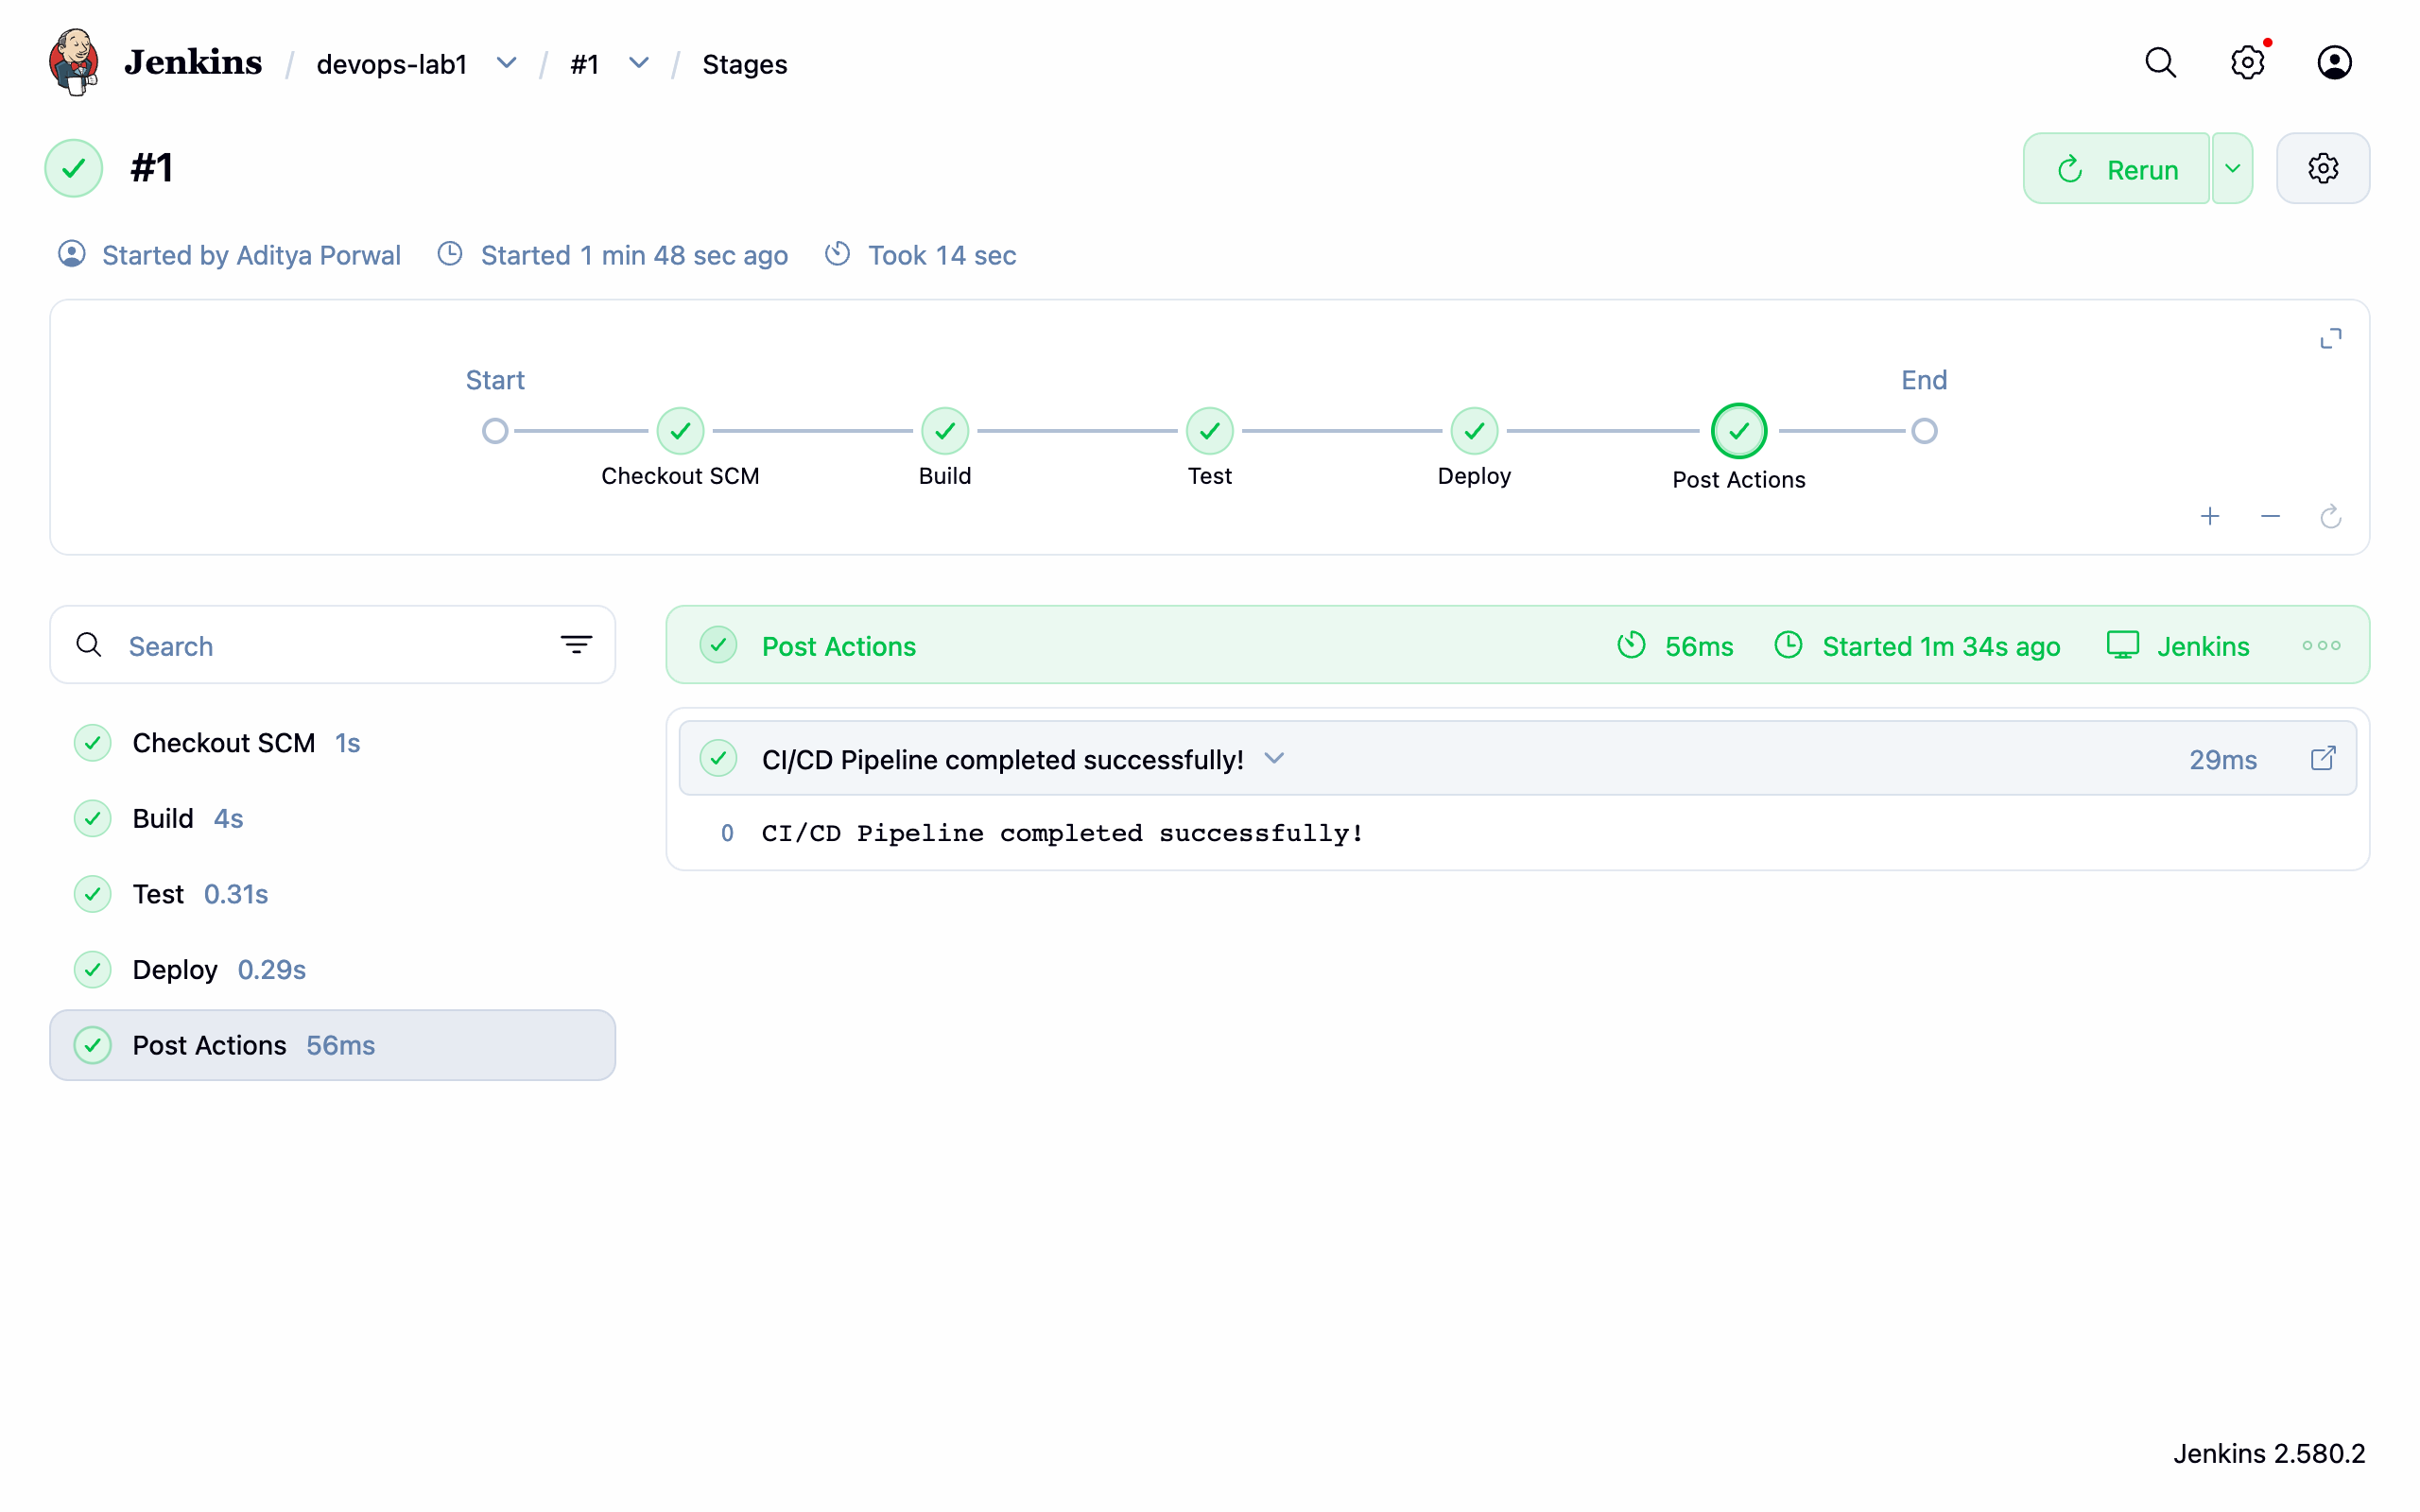 Jenkins / devops-lab1 / #1 / Stages
#1
Rerun
Started by Aditya Porwal Started 1 min 48 sec ago Took 14 sec
Start End
Checkout SCM Build Test Deploy Post Actions
Search
Checkout SCM 1s
Build 4s
Test 0.31s
Deploy 0.29s
Post Actions 56ms
Post Actions 56ms Started 1m 34s ago Jenkins
CI/CD Pipeline completed successfully! 29ms
0 CI/CD Pipeline completed successfully!
Jenkins 2.580.2